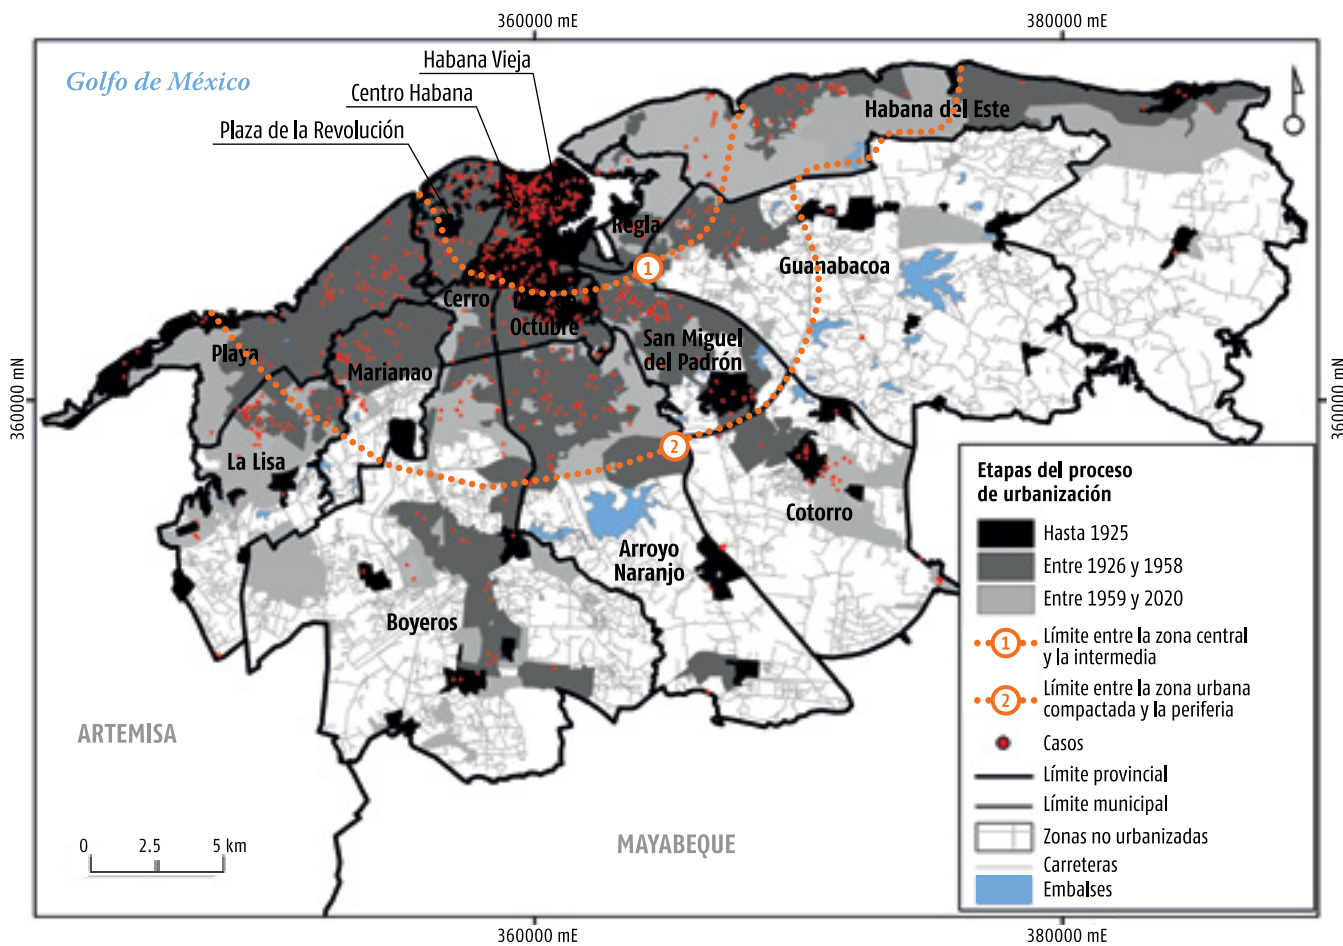 360000 mE
380000 mE
Golfo de México
Habana Vieja
Centro Habana
Plaza de la Revolución
Habana del Este
Regla
1
Guanabacoa
Cerro
Octubre
San Miguel
del Padrón
Playa
Marianao
360000 mN
360000 mN
2
La Lisa
Cotorro
Arroyo
Naranjo
Boyeros
ARTEMISA
MAYABEQUE
0 2.5 5 km
Etapas del proceso
de urbanización
Hasta 1925
Entre 1926 y 1958
Entre 1959 y 2020
1 Límite entre la zona central
y la intermedia
2 Límite entre la zona urbana
compactada y la periferia
Casos
Límite provincial
Límite municipal
Zonas no urbanizadas
Carreteras
Embalses
360000 mE
380000 mE